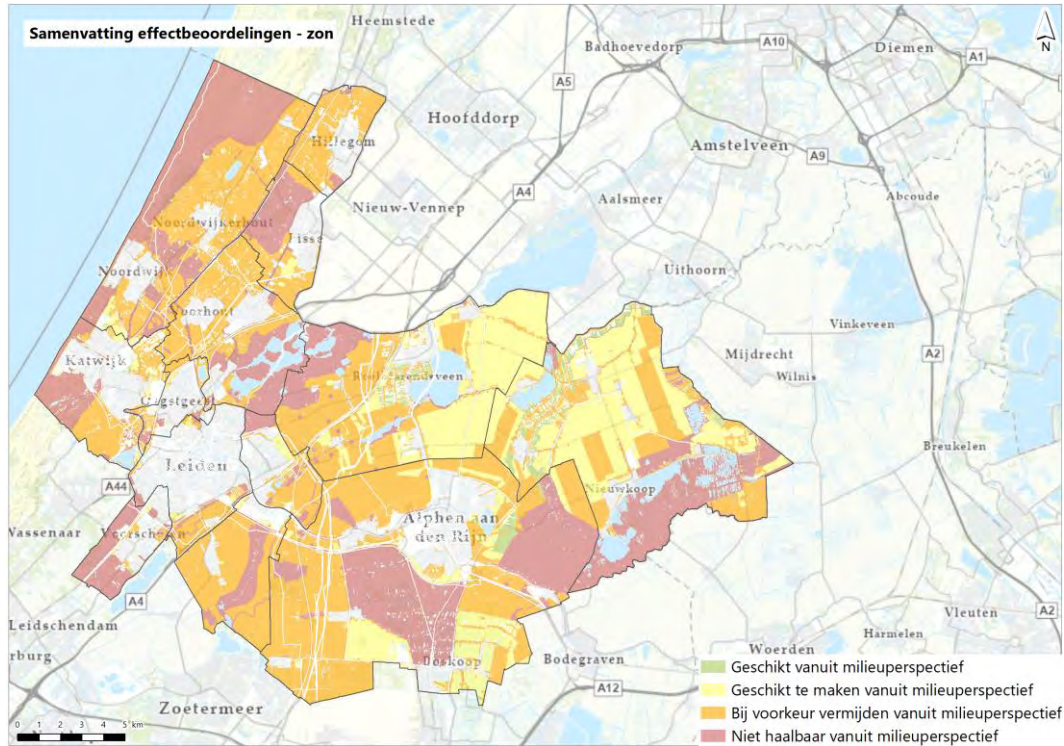 Samenvatting effectbeoordelingen - zon
Heemstede
Badhoevedorp
A10
Diemen
A1
N
A5
Hoofddorp
Amstelveen
Hillegom
A9
A4
Abcoude
Nieuw-Vennep
Aalsmeer
Noordwijkerhout
Lisse
Noordwijk
Uithoorn
Voorhout
Vinkeveen
Katwijk
Mijdrecht
A2
Roelofarendsveen
Wilnis
Oegstgeest
Breukelen
Leiden
A44
Nieuwkoop
Wassenaar
Voorschoten
Alphen aan
den Rijn
A4
Leidschendam
Vleuten
A2
Harmelen
rburg
Boskoop
Bodegraven
Woerden
A12
Zoetermeer
Geschikt vanuit milieuperspectief
Geschikt te maken vanuit milieuperspectief
Bij voorkeur vermijden vanuit milieuperspectief
Niet haalbaar vanuit milieuperspectief
0 1 2 3 4 5 km